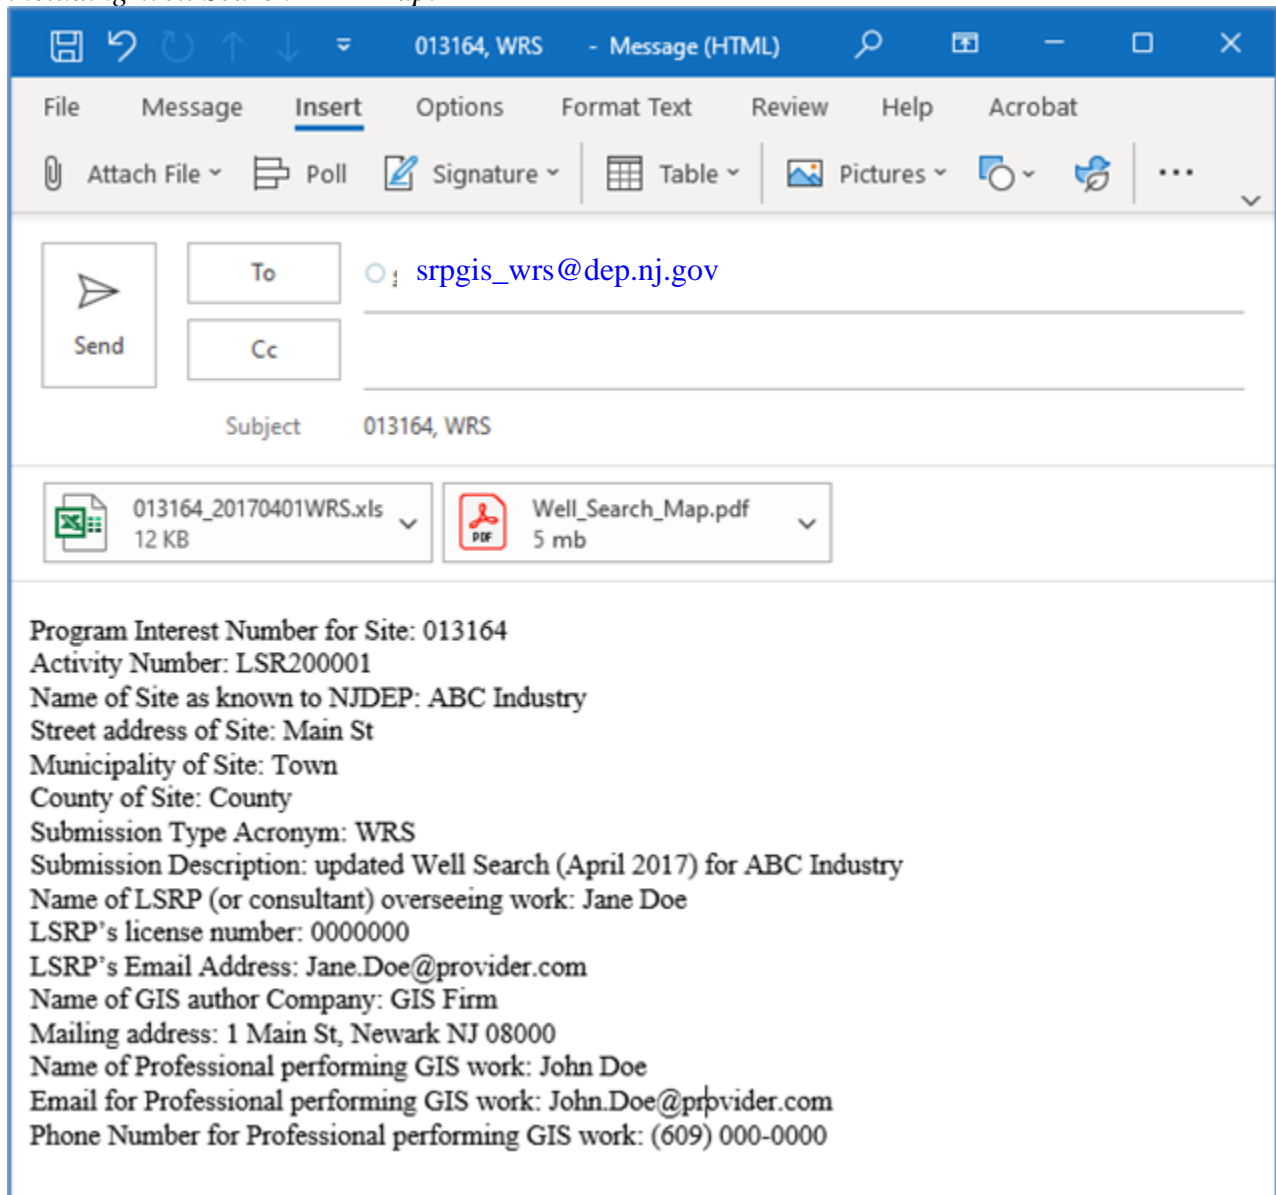 013164, WRS - Message (HTML)
File Message Insert Options Format Text Review Help Acrobat
Attach File Poll Signature Table Pictures ...
To srpgis_wrs@dep.nj.gov
Send
Cc
Subject 013164, WRS
013164_20170401WRS.xls
12 KB
Well_Search_Map.pdf
PDF
5 mb
Program Interest Number for Site: 013164
Activity Number: LSR200001
Name of Site as known to NJDEP: ABC Industry
Street address of Site: Main St
Municipality of Site: Town
County of Site: County
Submission Type Acronym: WRS
Submission Description: updated Well Search (April 2017) for ABC Industry
Name of LSRP (or consultant) overseeing work: Jane Doe
LSRP’s license number: 0000000
LSRP’s Email Address: Jane.Doe@provider.com
Name of GIS author Company: GIS Firm
Mailing address: 1 Main St, Newark NJ 08000
Name of Professional performing GIS work: John Doe
Email for Professional performing GIS work: John.Doe@provider.com
Phone Number for Professional performing GIS work: (609) 000-0000